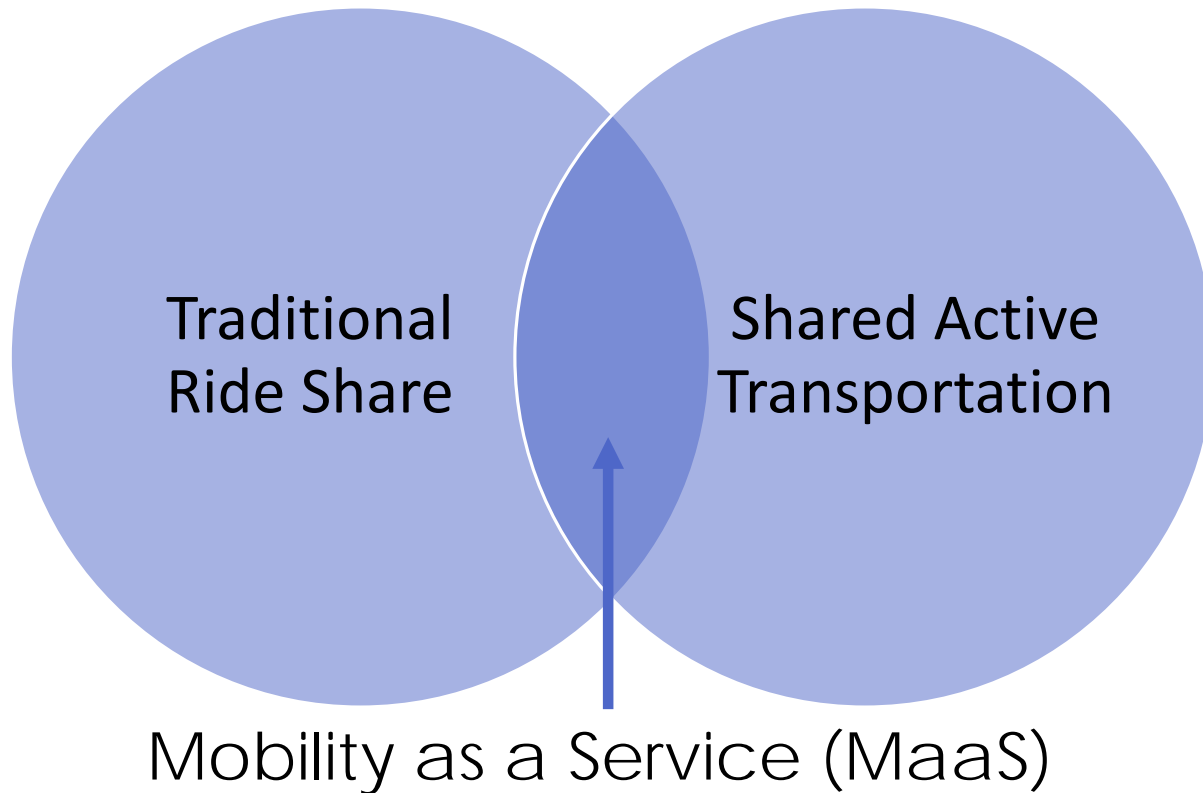 Traditional
Ride Share
Shared Active
Transportation
Mobility as a Service (MaaS)